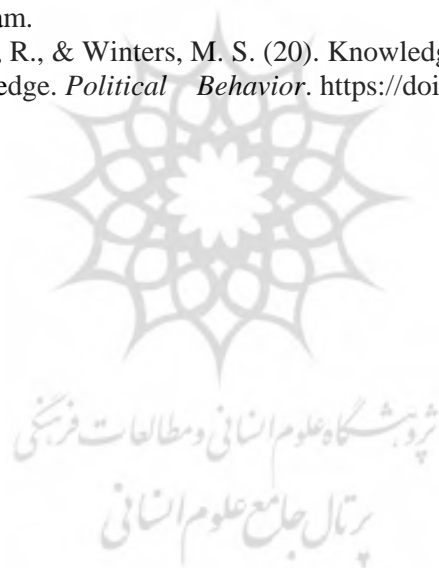 am.
, R., & Winters, M. S. (20). Knowledg
edge. Political Behavior. https://doi
پژوهشگاه علوم انسانی و مطالعات فرهنگی
پرتال جامع علوم انسانی